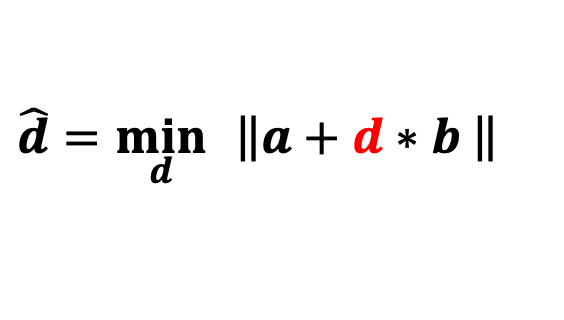 d̂ = min ‖a + d * b ‖
d